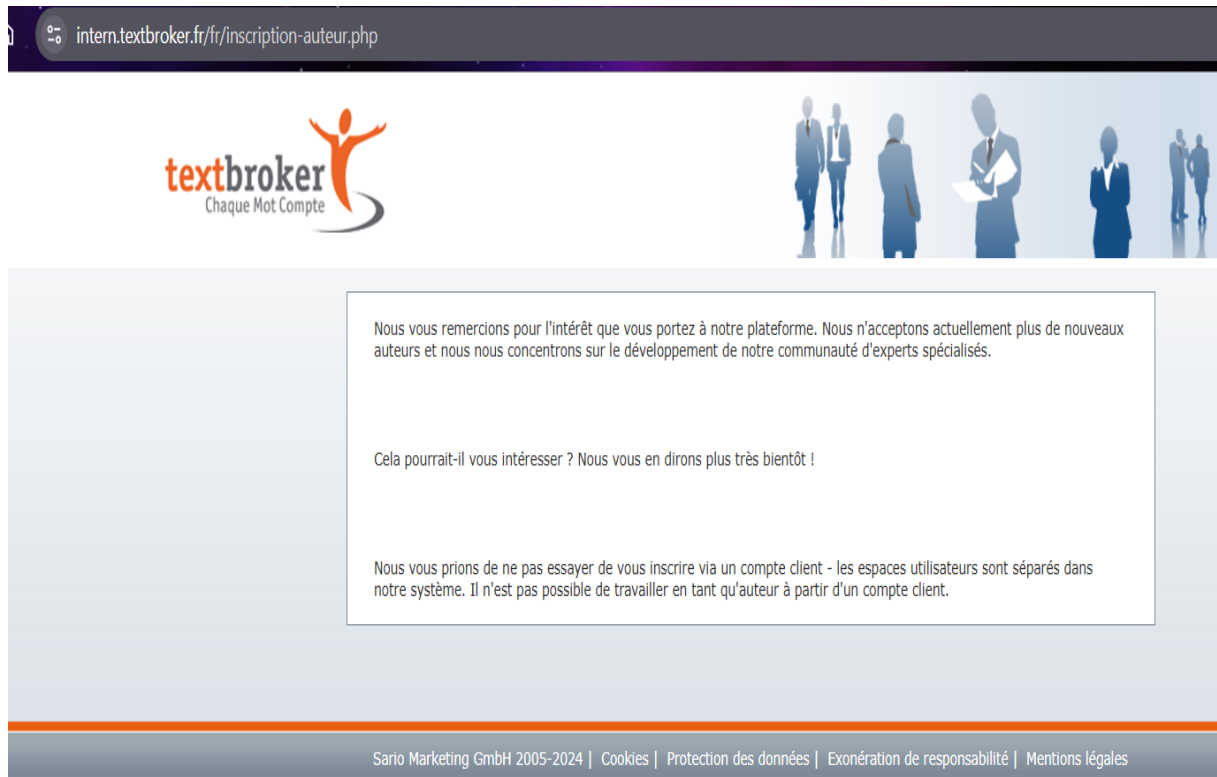 intern.textbroker.fr/fr/inscription-auteur.php
textbroker
Chaque Mot Compte
Nous vous remercions pour l'intérêt que vous portez à notre plateforme. Nous n'acceptons actuellement plus de nouveaux
auteurs et nous nous concentrons sur le développement de notre communauté d'experts spécialisés.
Cela pourrait-il vous intéresser ? Nous vous en dirons plus très bientôt !
Nous vous prions de ne pas essayer de vous inscrire via un compte client - les espaces utilisateurs sont séparés dans
notre système. Il n'est pas possible de travailler en tant qu'auteur à partir d'un compte client.
Sario Marketing GmbH 2005-2024 | Cookies | Protection des données | Exonération de responsabilité | Mentions légales